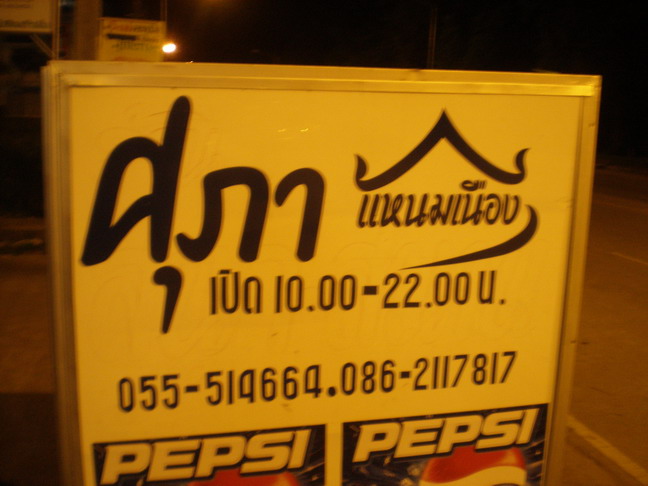 ศุภา แหนมเนือง
เปิด 10.00-22.00 น.
055-514664.086-2117817
PEPSI PEPSI